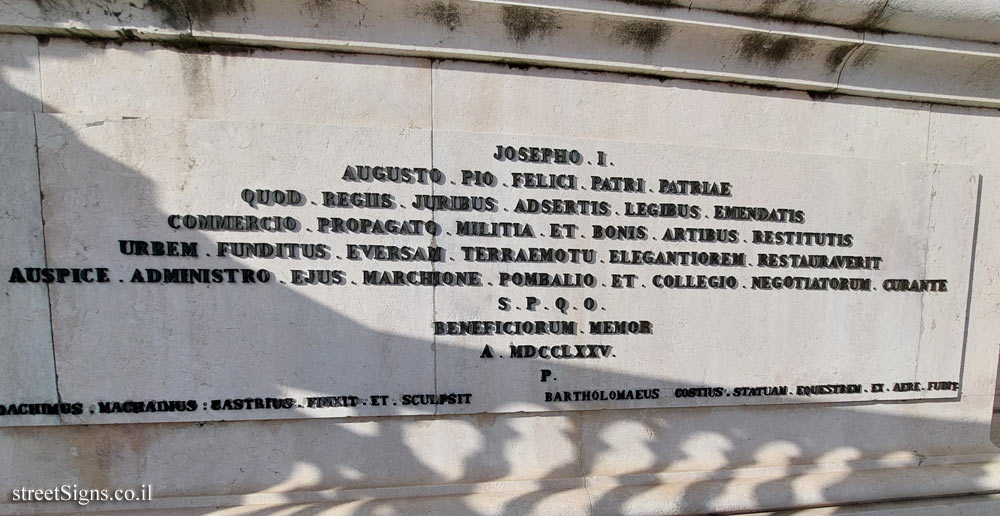 JOSEPHO . I .
AUGUSTO . PIO . FELICI . PATRI . PATRIAE
QUOD . REGIIS . JURIBUS . ADSERTIS . LEGIBUS . EMENDATIS
COMMERCIO . PROPAGATO . MILITIA . ET . BONIS . ARTIBUS . RESTITUTIS
URBEM . FUNDITUS . EVERSAM . TERRAEMOTU . ELEGANTIOREM . RESTAURAVERIT
AUSPICE . ADMINISTRO . EJUS . MARCHIONE . POMBALIO . ET . COLLEGIO . NEGOTIATORUM . CURANTE
S . P . Q . O .
BENEFICIORUM . MEMOR
A . MDCCLXXV .
P .
OACHIMUS . MACHADIUS : CASTRIUS . FINXIT . ET . SCULPSIT
BARTHOLOMAEUS COSTIUS . STATUAM . EQUESTREM . EX . AERE . FUDIT
streetSigns.co.il